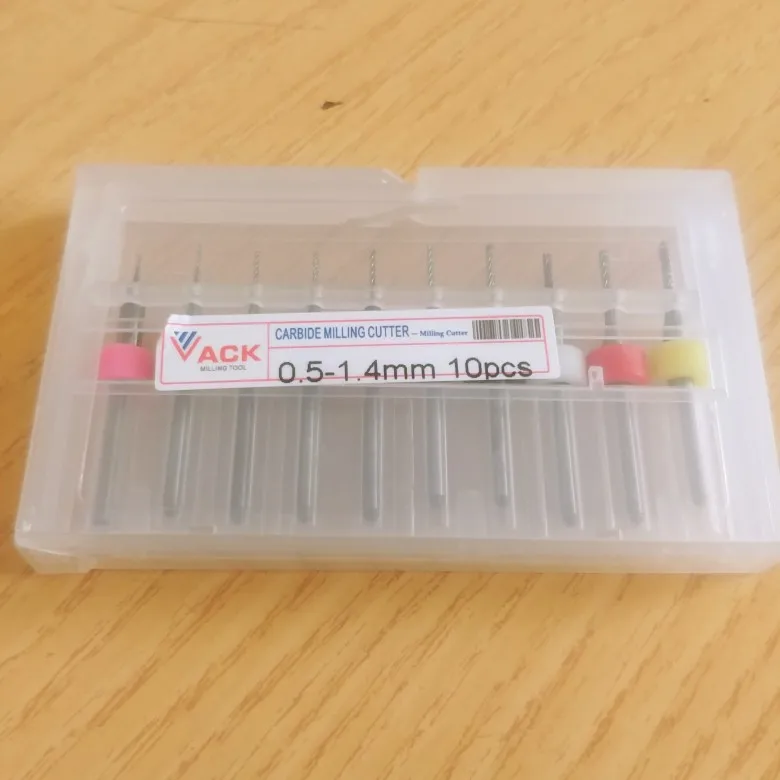 VACK
MILLING TOOL
CARBIDE MILLING CUTTER — Milling Cutter
0.5-1.4mm 10pcs